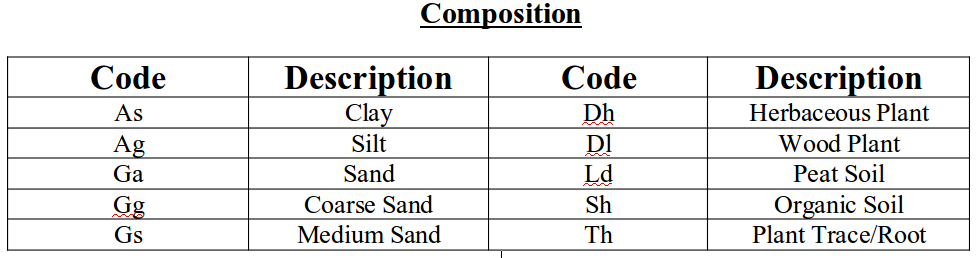 Composition
Code Description Code Description
As Clay Dh Herbaceous Plant
Ag Silt Dl Wood Plant
Ga Sand Ld Peat Soil
Gg Coarse Sand Sh Organic Soil
Gs Medium Sand Th Plant Trace/Root